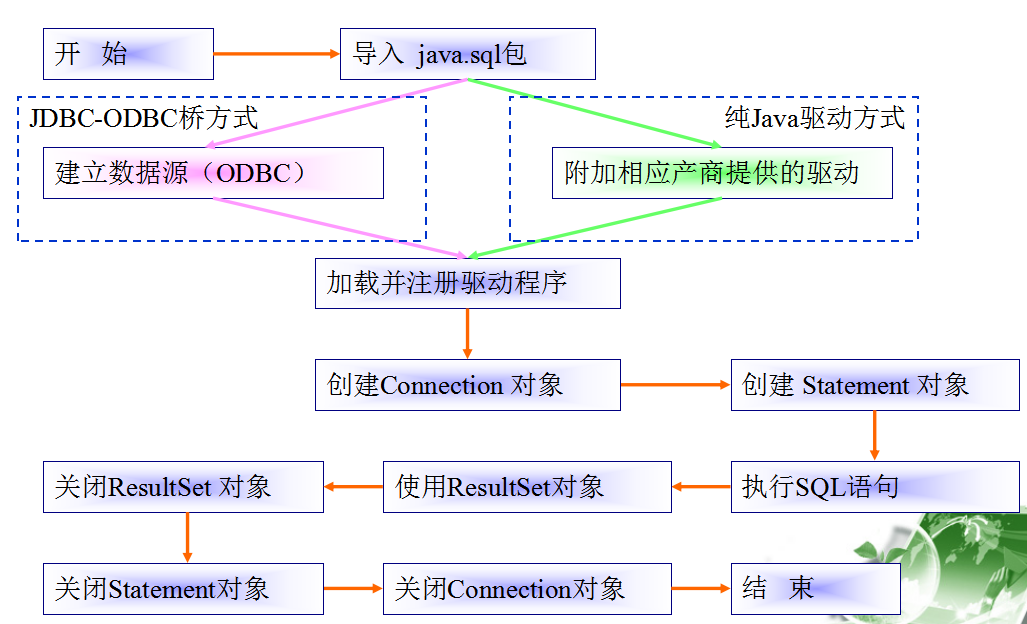 开 始
导入 java.sql包
JDBC-ODBC桥方式
纯Java驱动方式
建立数据源（ODBC）
附加相应产商提供的驱动
加载并注册驱动程序
创建Connection 对象
创建 Statement 对象
关闭ResultSet 对象
使用ResultSet对象
执行SQL语句
关闭Statement对象
关闭Connection对象
结 束